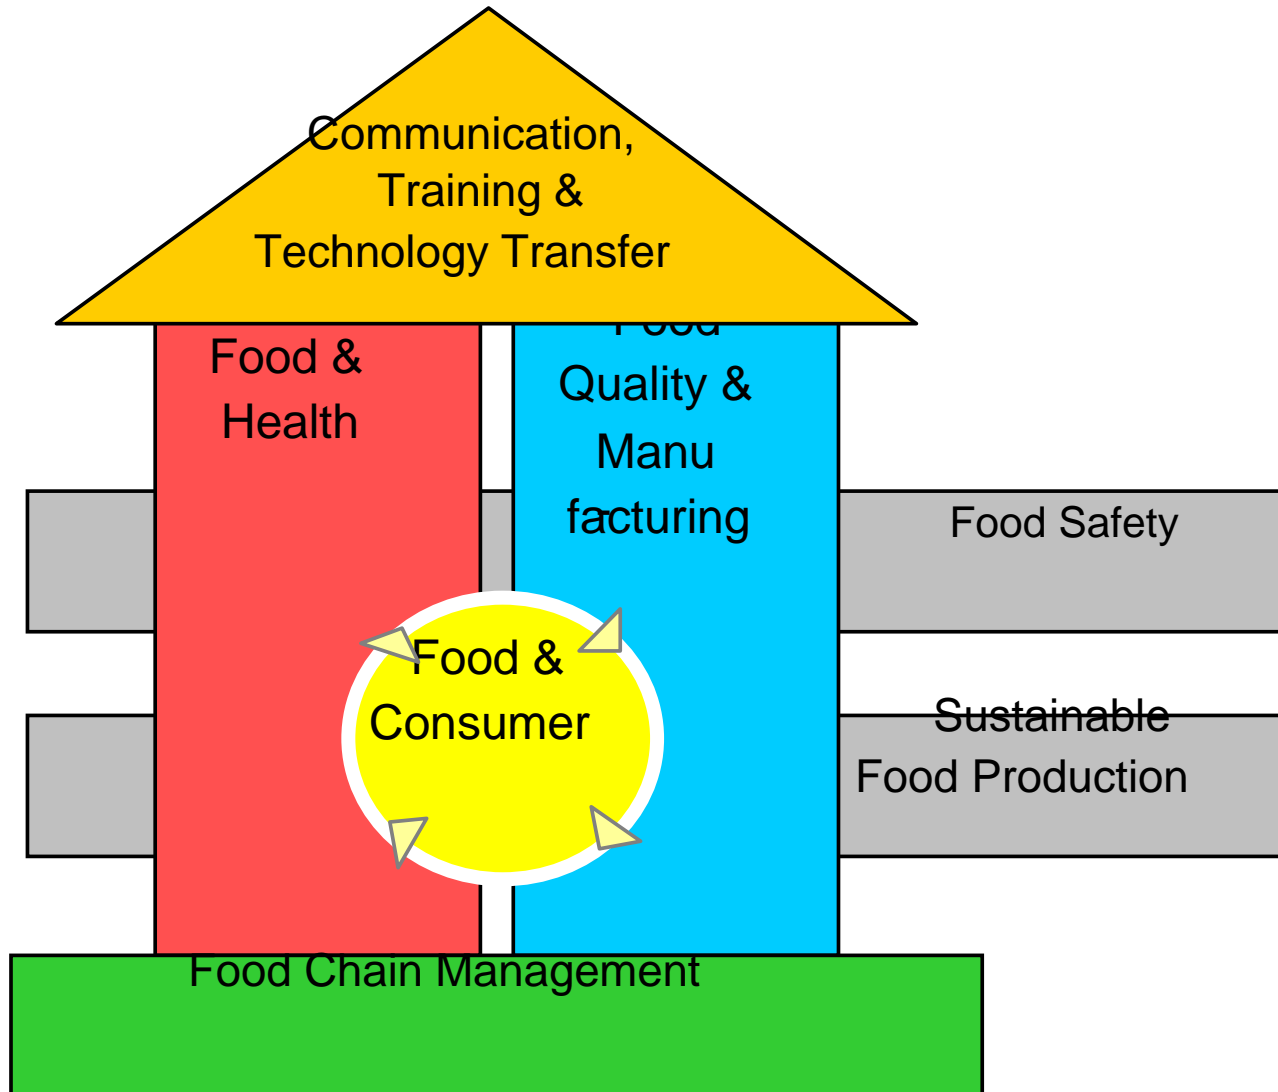 Communication,
Training &
Technology Transfer
Food &
Health
Food
Quality &
Manu
facturing
Food Safety
Food &
Consumer
Sustainable
Food Production
Food Chain Management